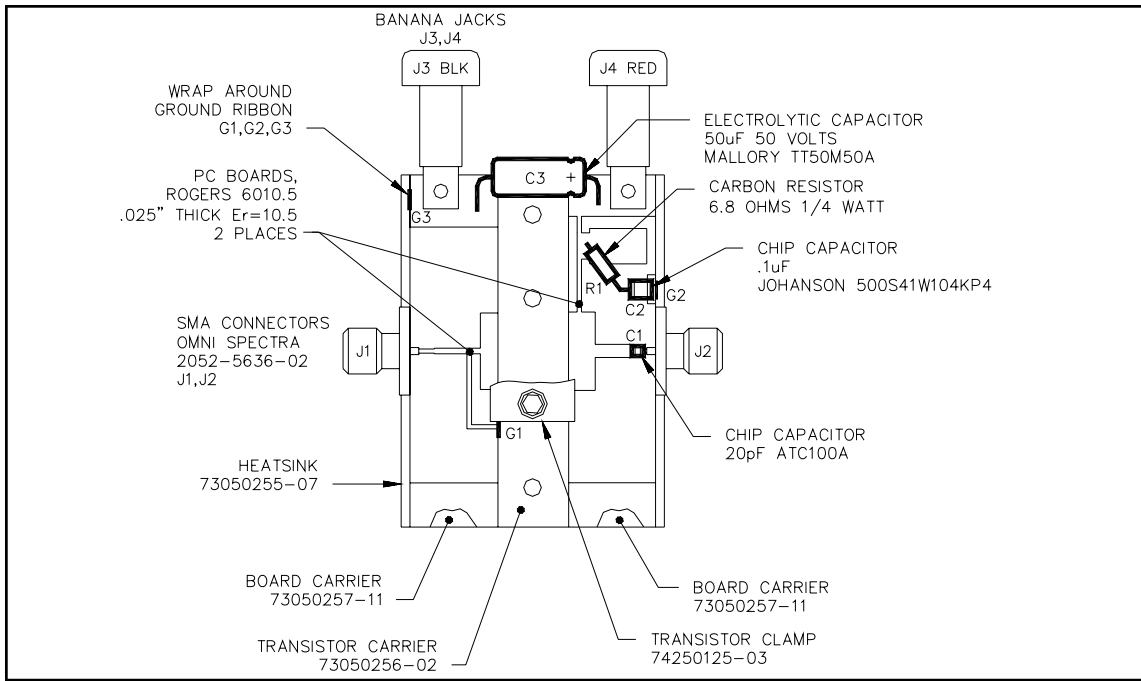 BANANA JACKS
J3,J4
J3 BLK
J4 RED
WRAP AROUND
GROUND RIBBON
G1,G2,G3
ELECTROLYTIC CAPACITOR
50uF 50 VOLTS
MALLORY TT50M50A
C3 +
PC BOARDS,
ROGERS 6010.5
.025" THICK Er=10.5
2 PLACES
CARBON RESISTOR
6.8 OHMS 1/4 WATT
G3
CHIP CAPACITOR
.1uF
JOHANSON 500S41W104KP4
R1
G2
C2
SMA CONNECTORS
OMNI SPECTRA
2052-5636-02
J1,J2
C1
J1
J2
G1
CHIP CAPACITOR
20pF ATC100A
HEATSINK
73050255-07
BOARD CARRIER
73050257-11
BOARD CARRIER
73050257-11
TRANSISTOR CARRIER
73050256-02
TRANSISTOR CLAMP
74250125-03